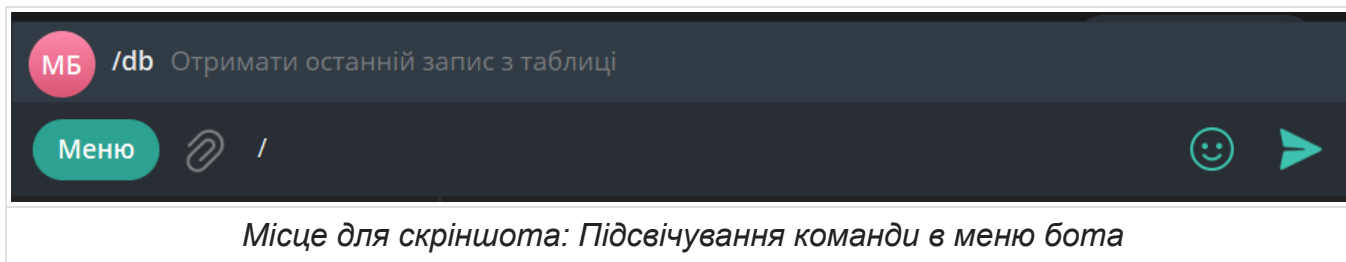 МБ /db Отримати останній запис з таблиці
Меню /
Місце для скріншота: Підсвічування команди в меню бота